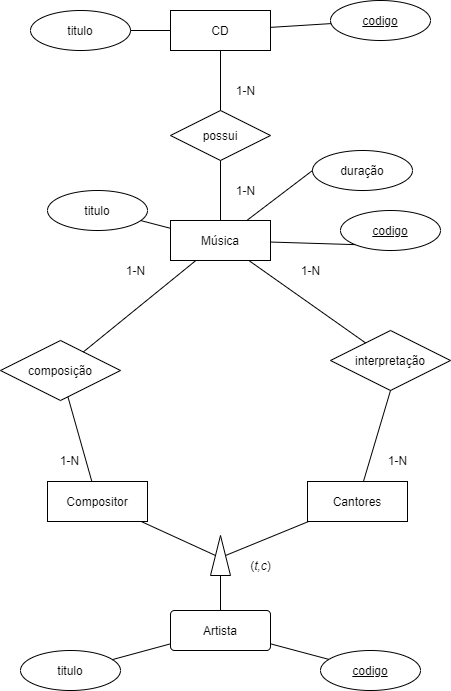 titulo
CD
codigo
1-N
possui
1-N
duração
titulo
codigo
Música
1-N
1-N
composição
interpretação
1-N
1-N
Compositor
Cantores
(t,c)
Artista
titulo
codigo